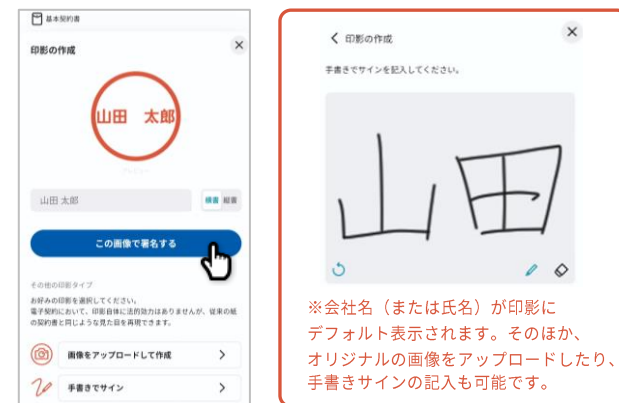 基本契約書
印影の作成
山田 太郎
山田 太郎
横書 縦書
この画像で署名する
その他の印影タイプ
お好みの印影を選択してください。
電子契約において、印影自体に法的効力はありませんが、従来の紙
の契約書と同じような見た目を再現できます。
画像をアップロードして作成
手書きでサイン
印影の作成
手書きでサインを記入してください。
山田
※会社名（または氏名）が印影に
デフォルト表示されます。そのほか、
オリジナルの画像をアップロードしたり、
手書きサインの記入も可能です。